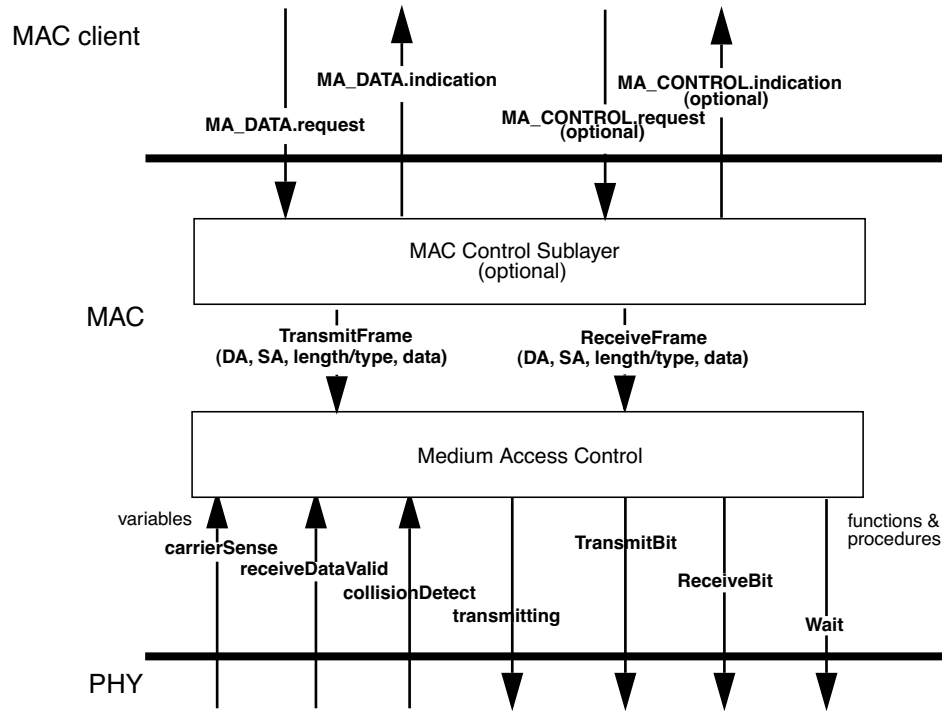 MAC client
MA_DATA.indication
MA_CONTROL.indication
(optional)
MA_DATA.request
MA_CONTROL.request
(optional)
MAC Control Sublayer
(optional)
MAC
TransmitFrame
(DA, SA, length/type, data)
ReceiveFrame
(DA, SA, length/type, data)
Medium Access Control
variables
functions &
procedures
carrierSense
receiveDataValid
collisionDetect
transmitting
TransmitBit
ReceiveBit
Wait
PHY